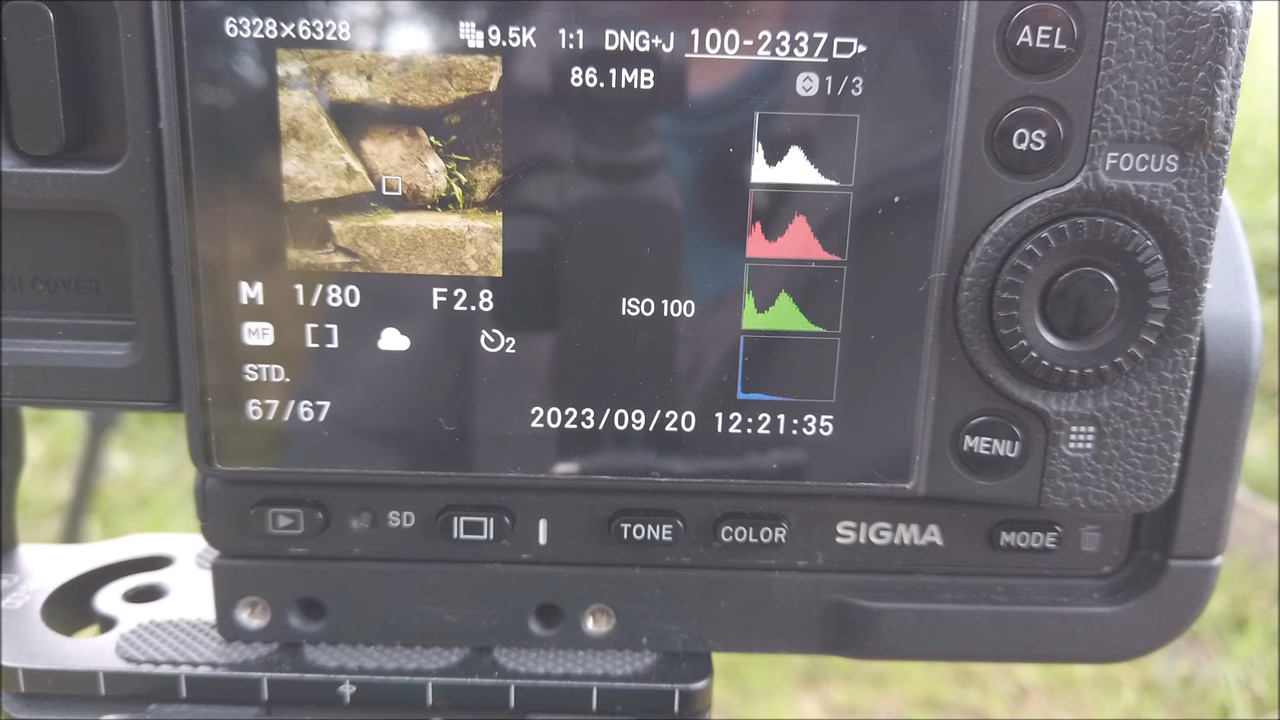 6328×6328 9.5K 1:1 DNG+J 100-2337
86.1MB
1/3
M 1/80 F2.8 ISO 100
MF 2
STD.
67/67
2023/09/20 12:21:35
AEL
QS
FOCUS
MENU
SD TONE COLOR SIGMA MODE
COVER